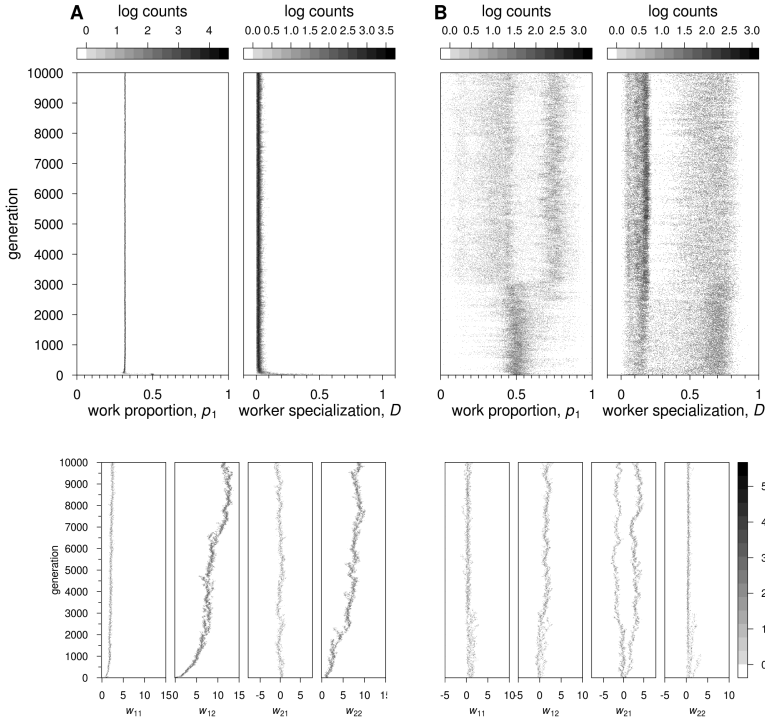 A
log counts
log counts
B
log counts
log counts
0 1 2 3 4
0.0 0.5 1.0 1.5 2.0 2.5 3.0 3.5
0.0 0.5 1.0 1.5 2.0 2.5 3.0
0.0 0.5 1.0 1.5 2.0 2.5 3.0
10000
9000
8000
7000
6000
5000
4000
3000
2000
1000
0
generation
0 0.5 1
0 0.5 1
0 0.5 1
0 0.5 1
work proportion, p1
worker specialization, D
work proportion, p1
worker specialization, D
10000
9000
8000
7000
6000
5000
4000
3000
2000
1000
0
generation
5
4
3
2
1
0
0 5 10 15
0 5 10 15
-5 0 5
0 5 10 15
-5 0 5 10
-5 0 5 10
-5 0 5
-5 0 5 10
w11
w12
w21
w22
w11
w12
w21
w22